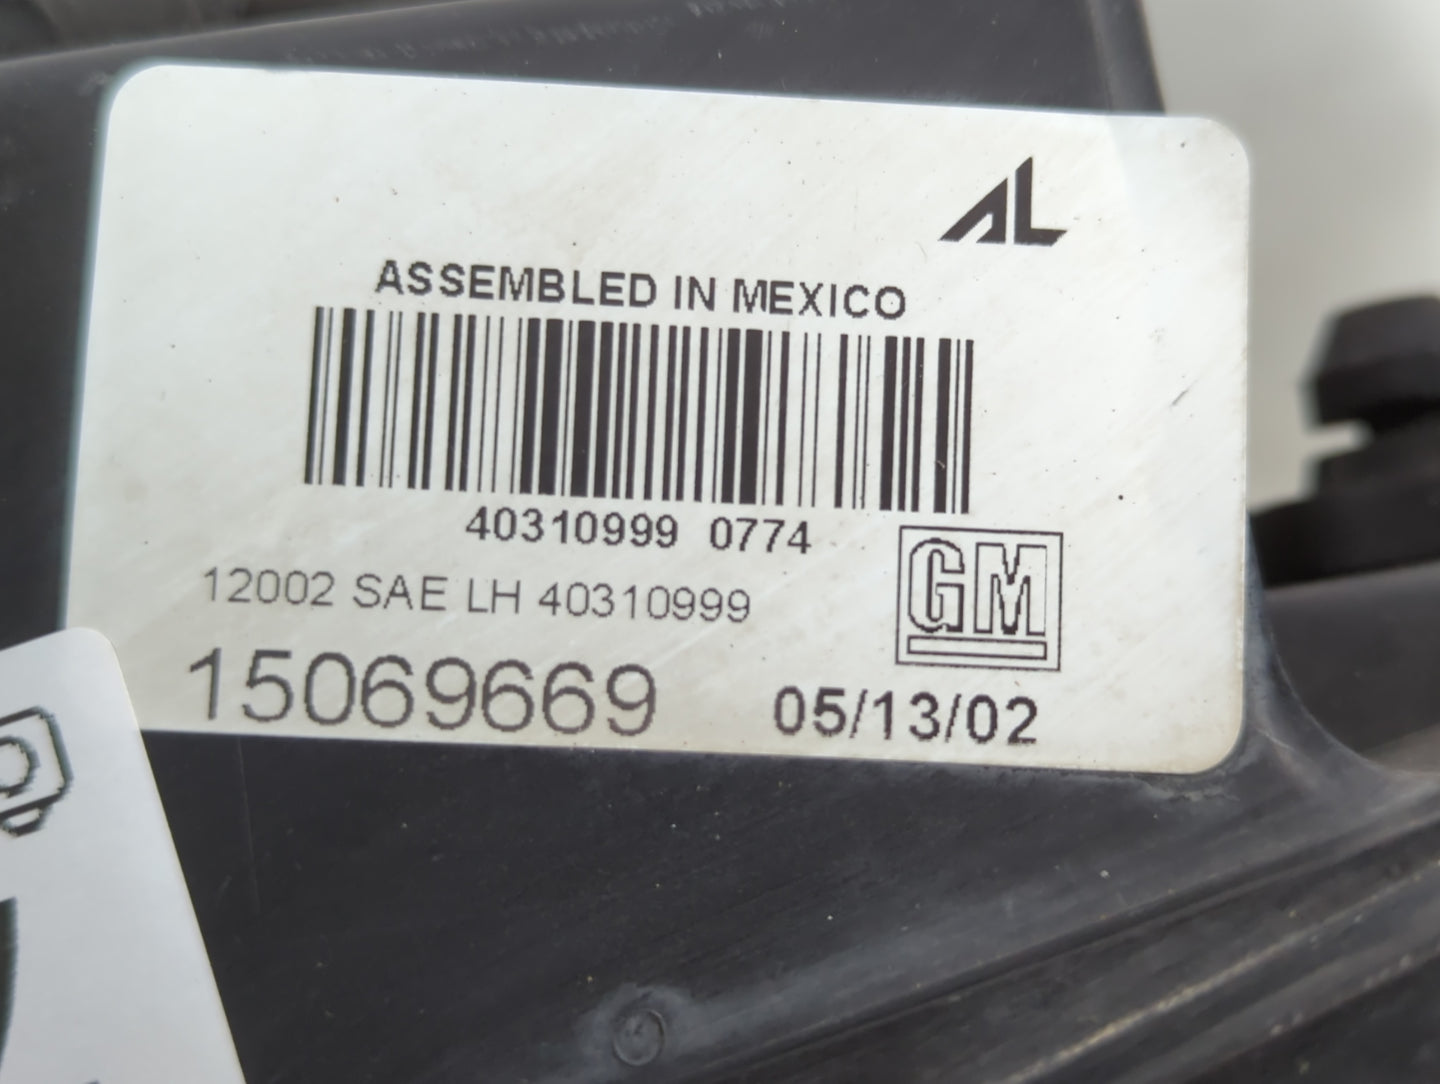 AL
ASSEMBLED IN MEXICO
40310999 0774
12002 SAE LH 40310999
GM
15069669 05/13/02